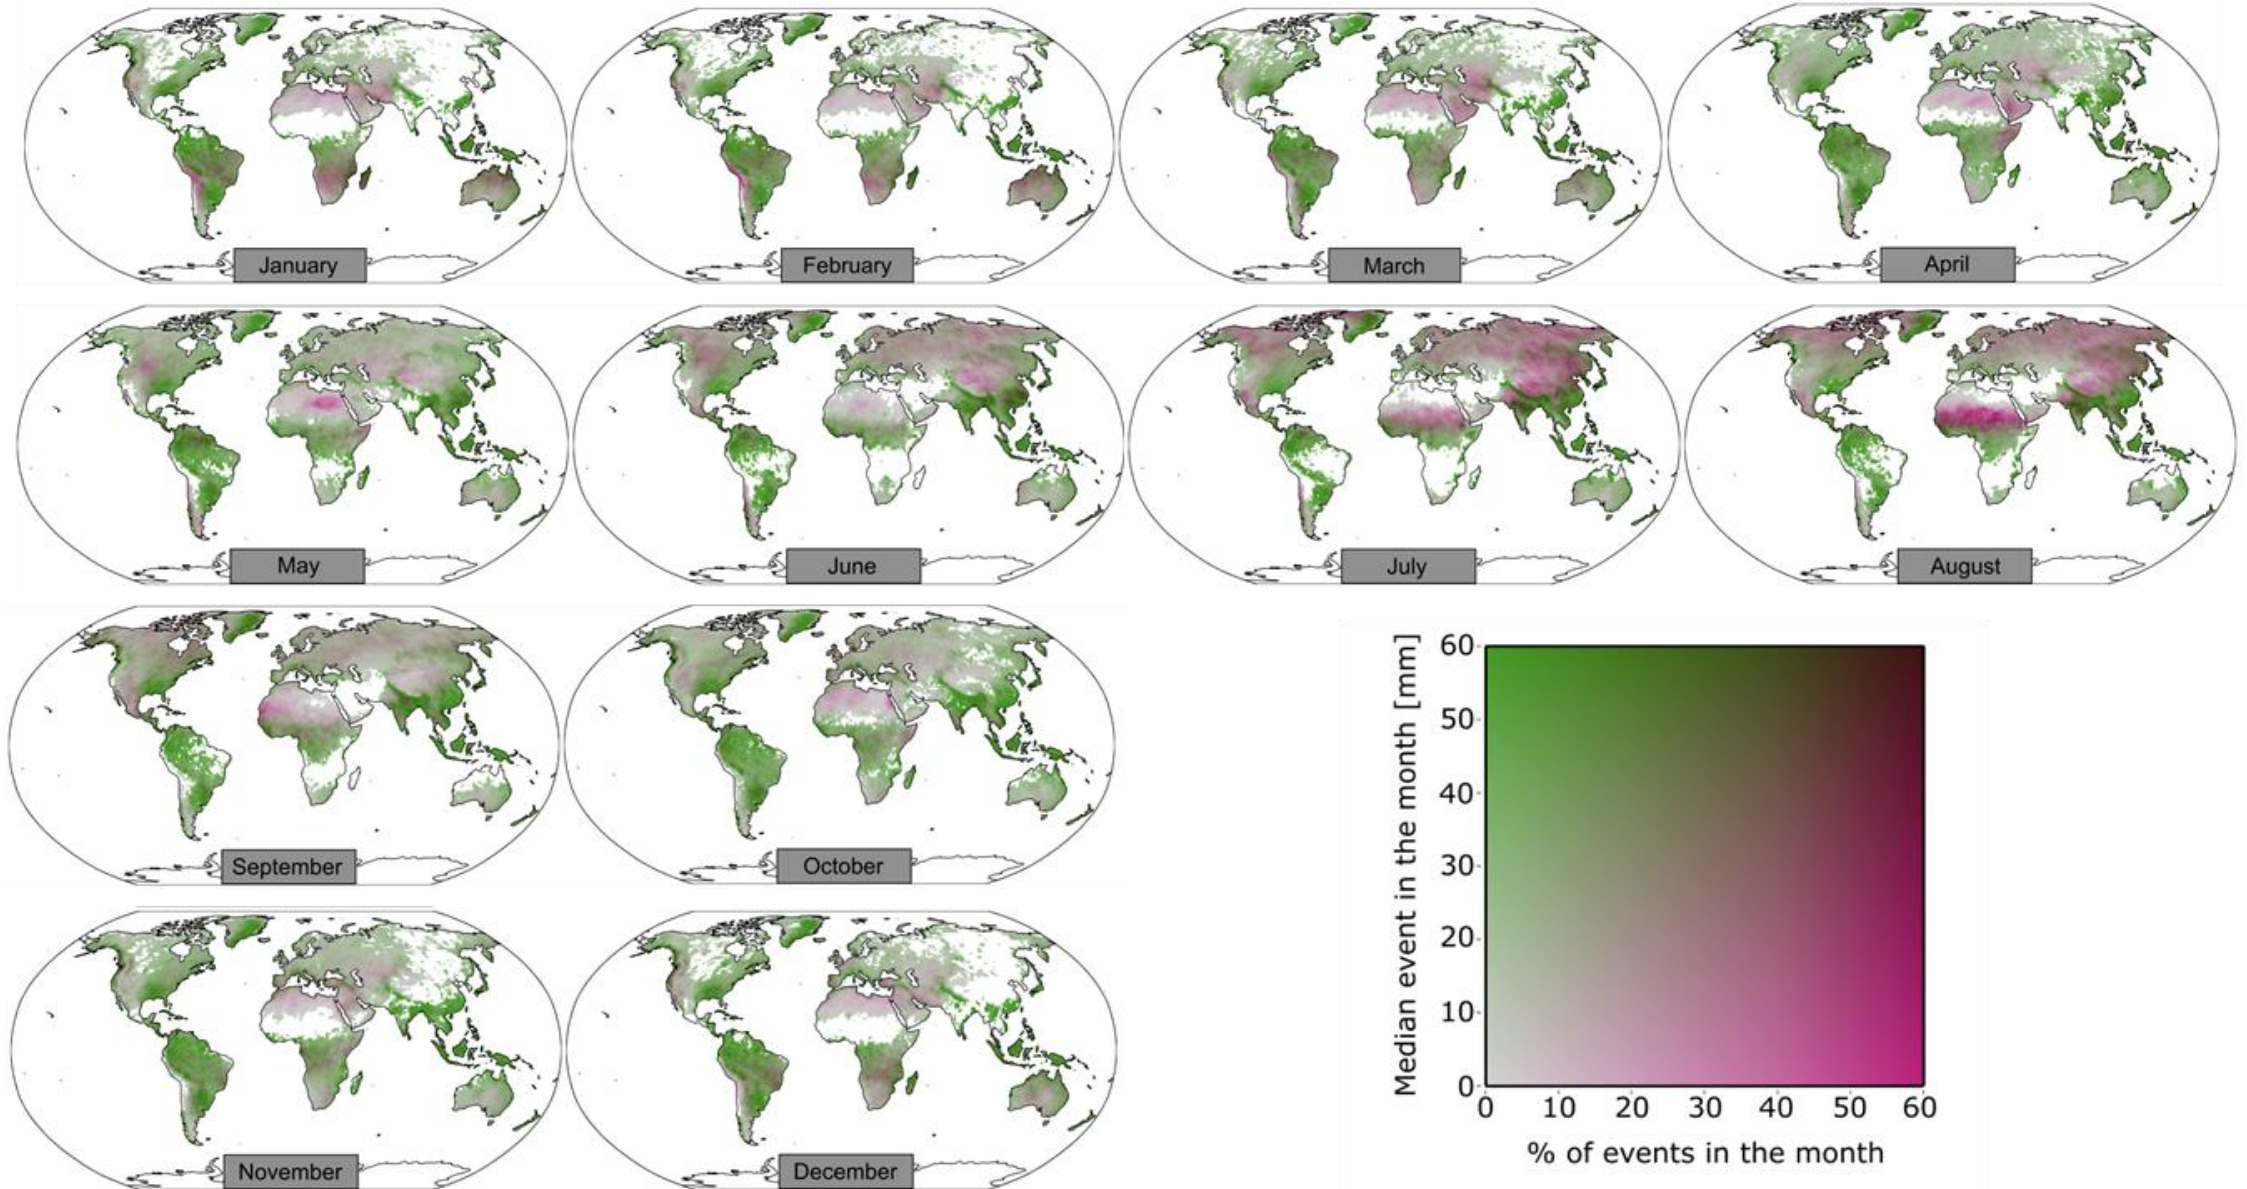 January
February
March
April
May
June
July
August
September
October
November
December
Median event in the month [mm]
60
50
40
30
20
10
0
0 10 20 30 40 50 60
% of events in the month